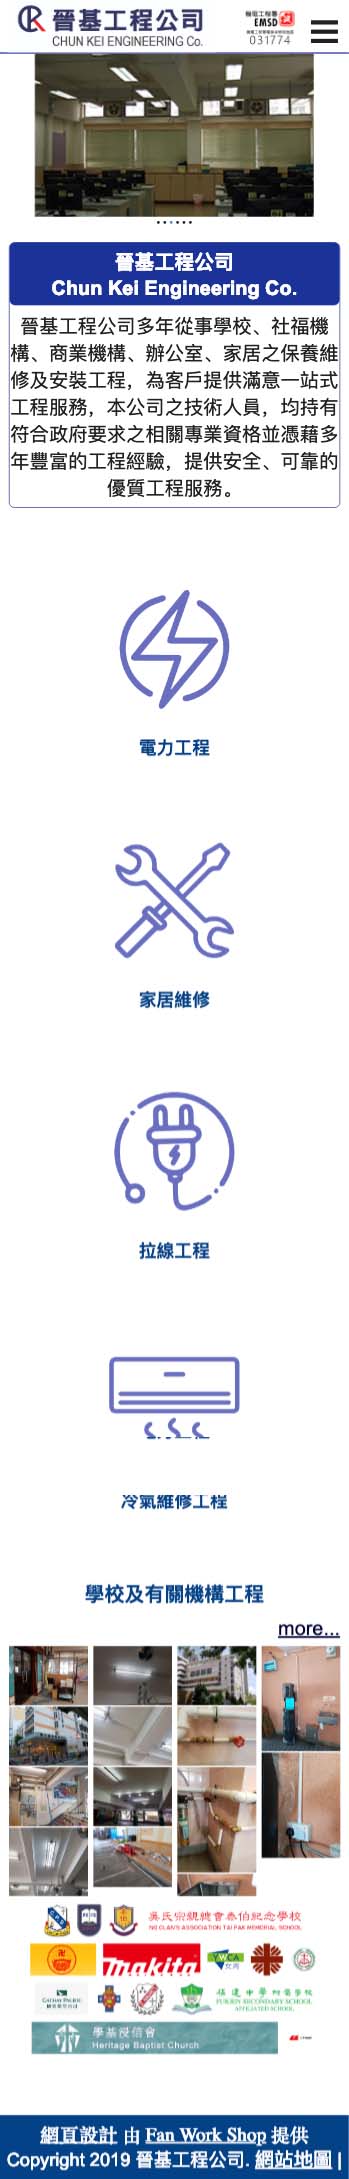 晉基工程公司
CHUN KEI ENGINEERING Co.
機電工程署
EMSD
031774
晉基工程公司
Chun Kei Engineering Co.
晉基工程公司多年從事學校、社福機
構、商業機構、辦公室、家居之保養維
修及安裝工程，為客戶提供滿意一站式
工程服務，本公司之技術人員，均持有
符合政府要求之相關專業資格並憑藉多
年豐富的工程經驗，提供安全、可靠的
優質工程服務。
電力工程
家居維修
拉線工程
冷氣維修工程
學校及有關機構工程
more...
吳氏宗親總會泰伯紀念學校
NG CLAN'S ASSOCIATION TAI PAK MEMORIAL SCHOOL
makita
YWCA
女青
CATHAY PACIFIC
福建中學附屬學校
FUKIEN SECONDARY SCHOOL
AFFILIATED SCHOOL
學基浸信會
Heritage Baptist Church
網頁設計 由 Fan Work Shop 提供
Copyright 2019 晉基工程公司. 網站地圖 |